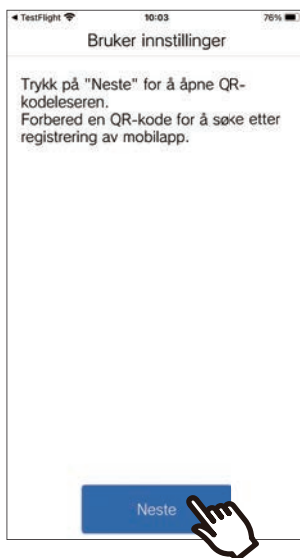 TestFlight 10:03 76%
Bruker innstillinger
Trykk på "Neste" for å åpne QR-
kodeleseren.
Forbered en QR-kode for å søke etter
registrering av mobilapp.
Neste